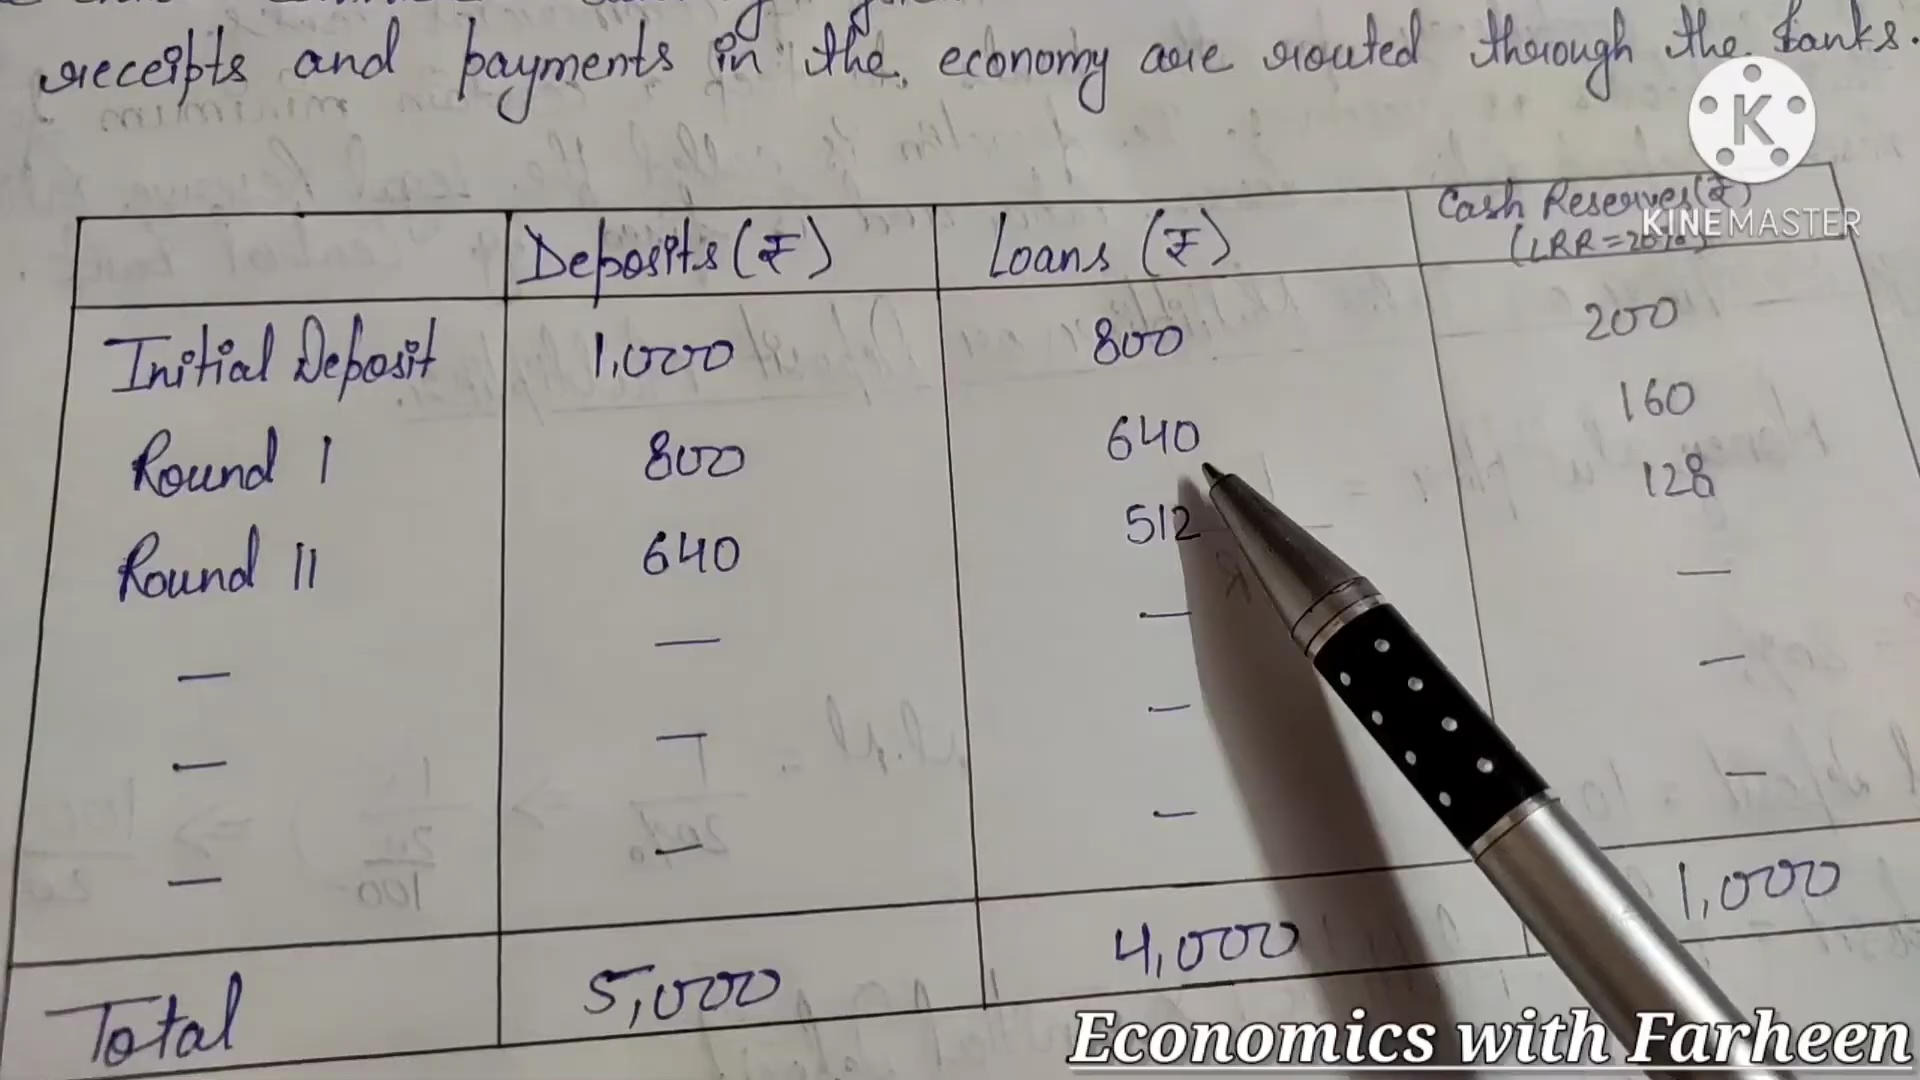 receipts and payments in the economy are routed through the banks.
K
KINEMASTER
Deposits (₹) Loans (₹) Cash Reserves (₹)
(LRR = 20%)
Initial Deposit 1,000 800 200
Round I 800 640 160
Round II 640 512 128
— — — —
— — — —
— — — —
Total 5,000 4,000 1,000
Economics with Farheen